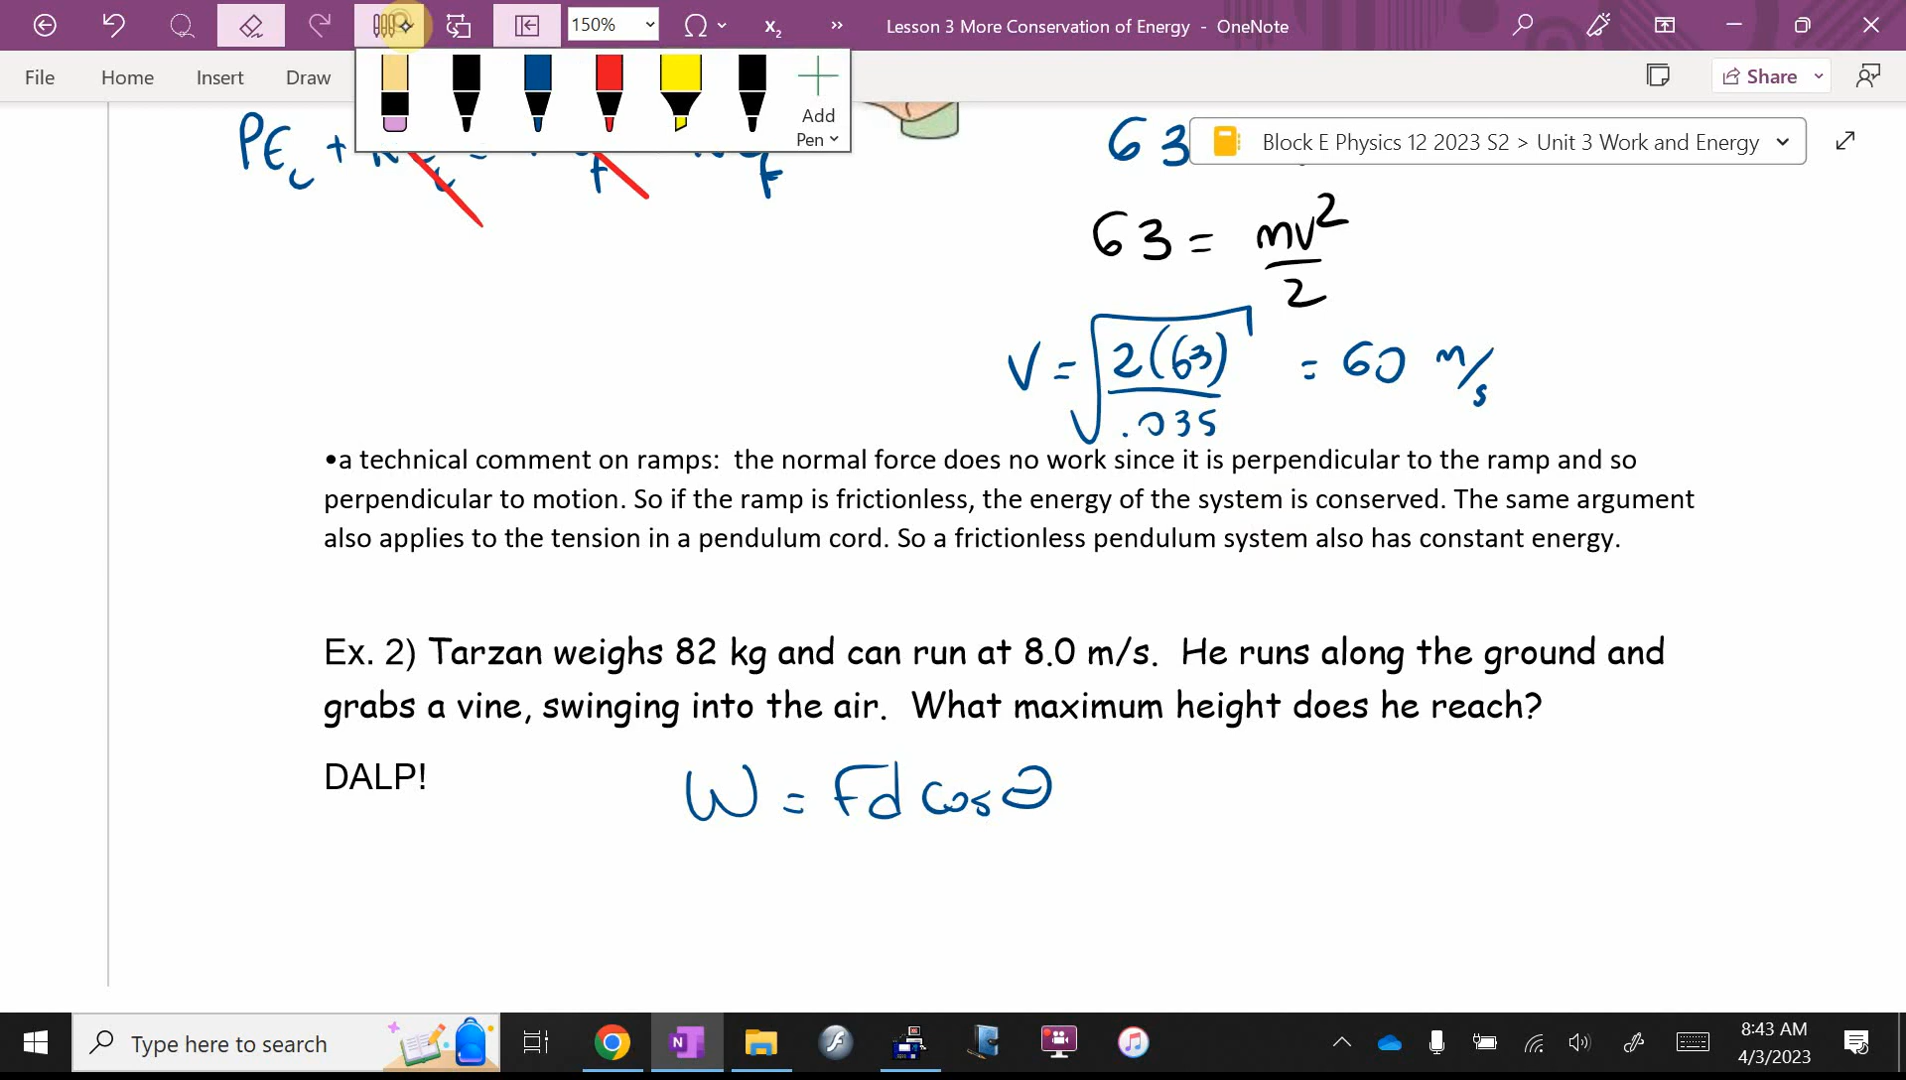 150%
Ω
x₂
»
Lesson 3 More Conservation of Energy - OneNote
File
Home
Insert
Draw
Share
Add
Pen
Block E Physics 12 2023 S2 > Unit 3 Work and Energy
PE_i +
f
f
63
63 = mv²/2
V = √(2(63)/.035) = 60 m/s
•a technical comment on ramps: the normal force does no work since it is perpendicular to the ramp and so
perpendicular to motion. So if the ramp is frictionless, the energy of the system is conserved. The same argument
also applies to the tension in a pendulum cord. So a frictionless pendulum system also has constant energy.
Ex. 2) Tarzan weighs 82 kg and can run at 8.0 m/s. He runs along the ground and
grabs a vine, swinging into the air. What maximum height does he reach?
DALP!
W = Fd cos Θ
Type here to search
8:43 AM
4/3/2023